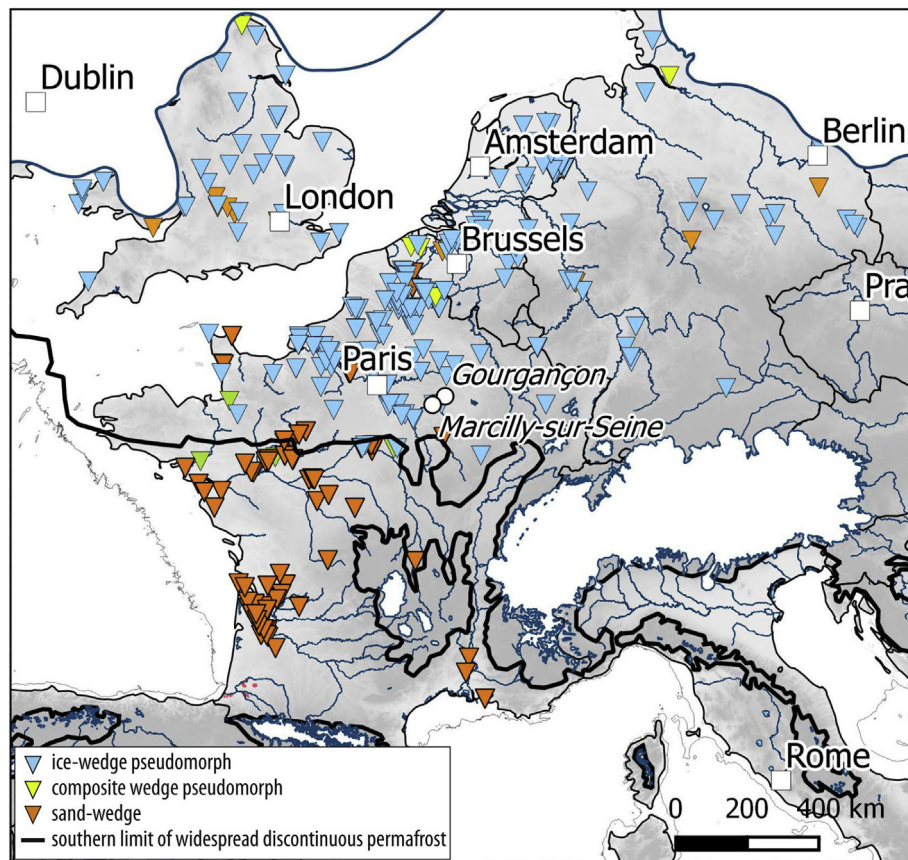 Dublin
Berlin
Amsterdam
London
Brussels
Pra
Paris
Gourgançon
Marcilly-sur-Seine
Rome
ice-wedge pseudomorph
composite wedge pseudomorph
sand-wedge
southern limit of widespread discontinuous permafrost
0 200 400 km